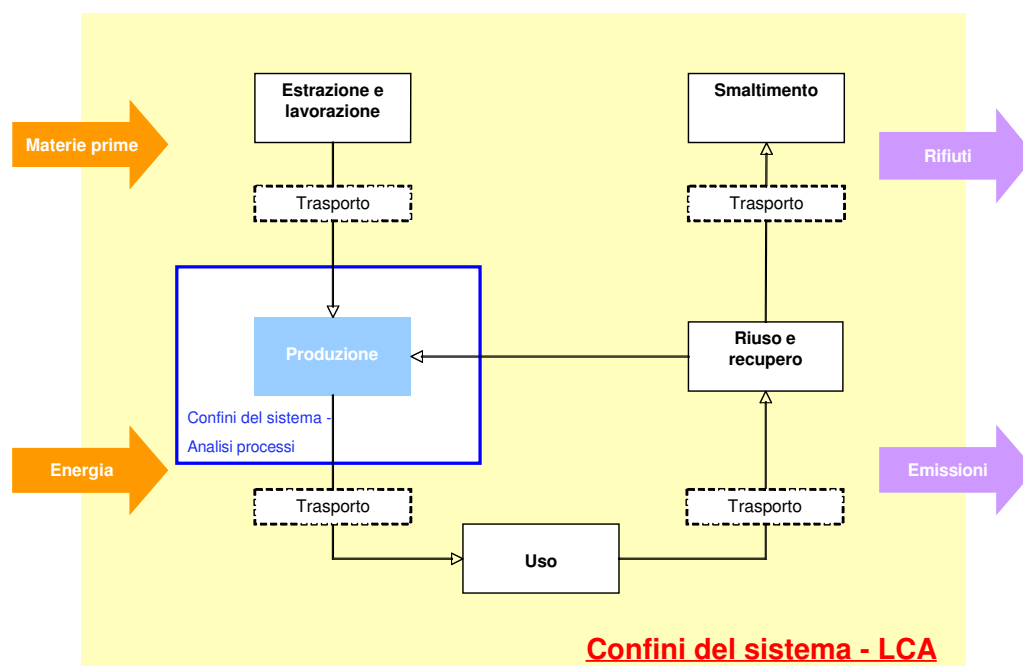 Estrazione e
lavorazione
Smaltimento
Materie prime
Rifiuti
Trasporto
Trasporto
Produzione
Riuso e
recupero
Confini del sistema -
Analisi processi
Energia
Emissioni
Trasporto
Trasporto
Uso
Confini del sistema - LCA